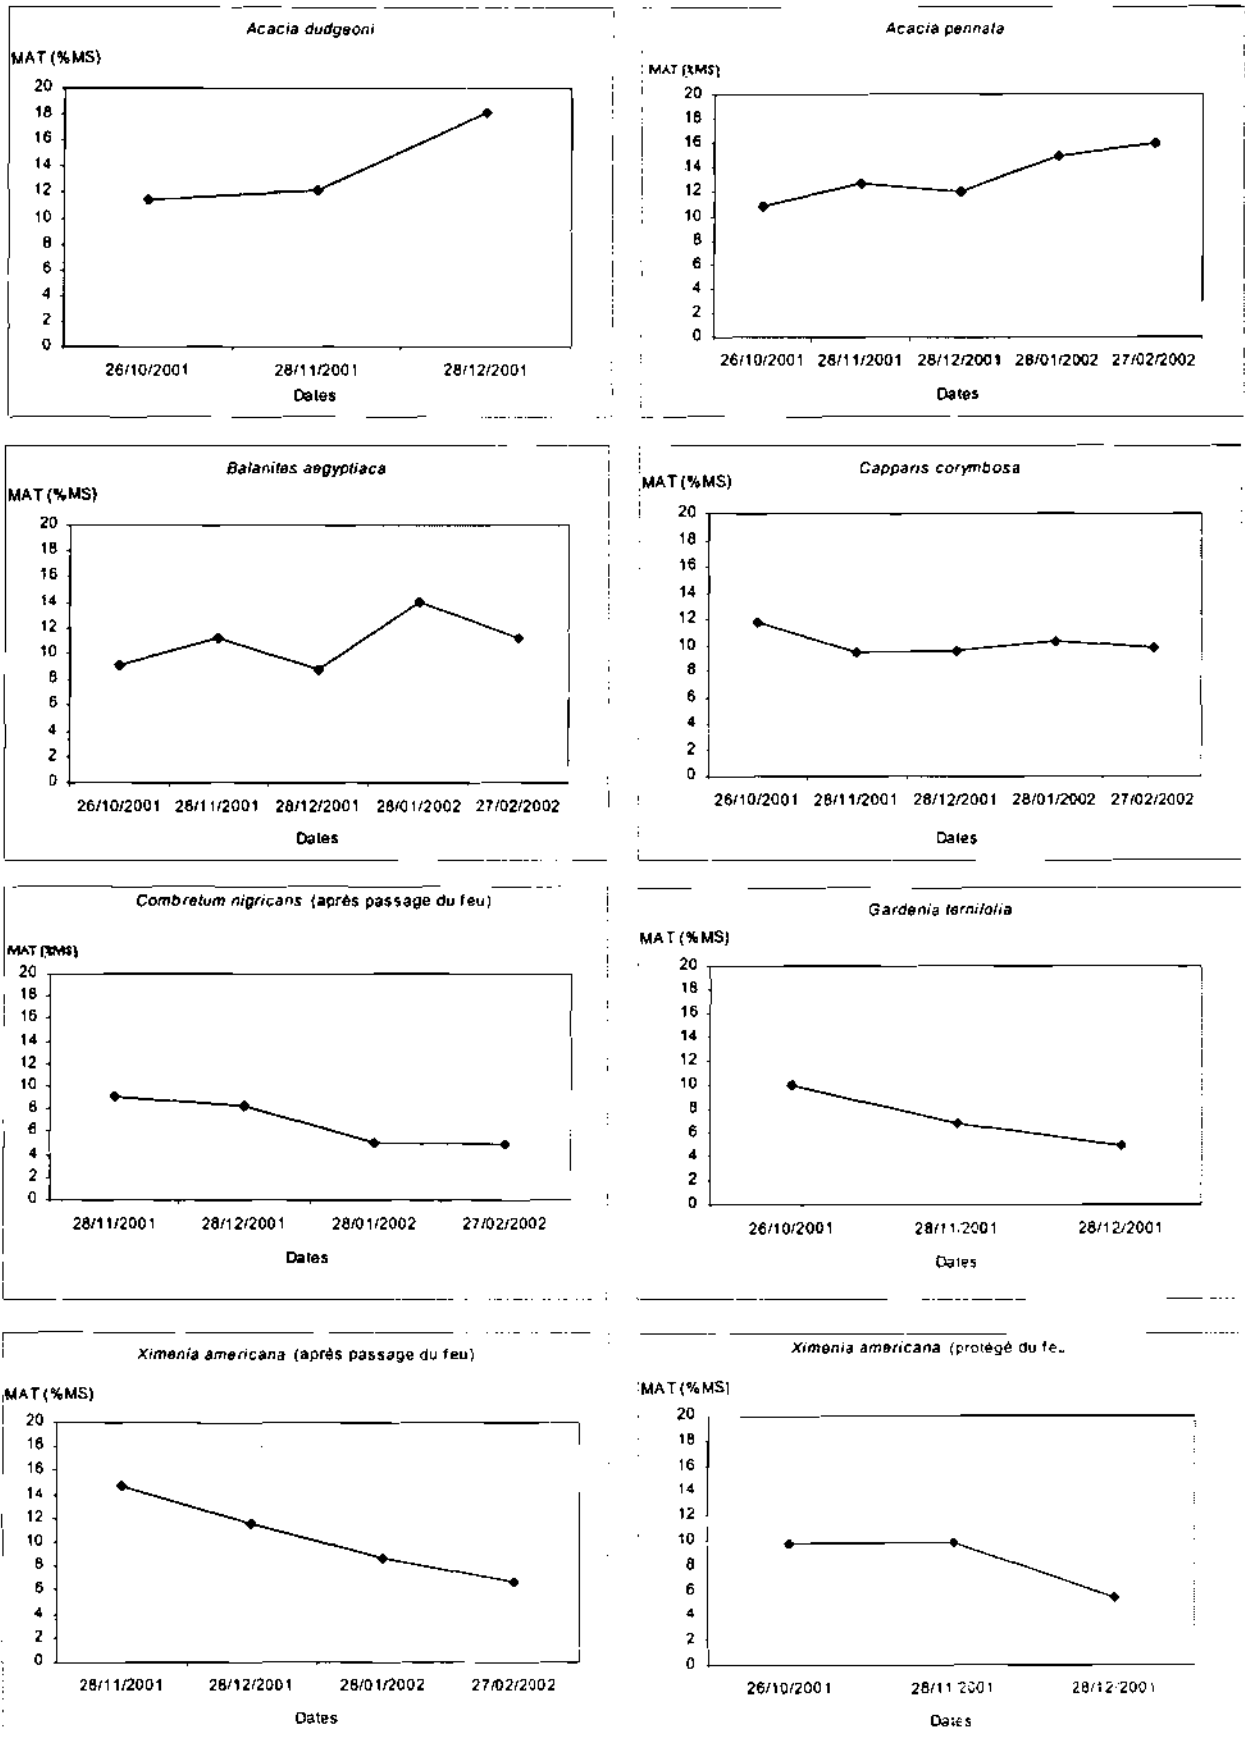 Acacia dudgeoni
MAT (%MS)
20
18
16
14
12
10
8
6
4
2
0
26/10/2001 28/11/2001 28/12/2001
Dates
Acacia pennata
MAT (%MS)
20
18
16
14
12
10
8
6
4
2
0
26/10/2001 28/11/2001 28/12/2001 28/01/2002 27/02/2002
Dates
Balanites aegyptiaca
MAT (%MS)
20
18
16
14
12
10
8
6
4
2
0
26/10/2001 28/11/2001 28/12/2001 28/01/2002 27/02/2002
Dates
Capparis corymbosa
MAT (%MS)
20
18
16
14
12
10
8
6
4
2
0
26/10/2001 28/11/2001 28/12/2001 28/01/2002 27/02/2002
Dates
Combretum nigricans (après passage du feu)
MAT (%MS)
20
18
16
14
12
10
8
6
4
2
0
28/11/2001 28/12/2001 28/01/2002 27/02/2002
Dates
Gardenia ternifolia
MAT (%MS)
20
18
16
14
12
10
8
6
4
2
0
26/10/2001 28/11/2001 28/12/2001
Dates
Ximenia americana (après passage du feu)
MAT (%MS)
20
18
16
14
12
10
8
6
4
2
0
28/11/2001 28/12/2001 28/01/2002 27/02/2002
Dates
Ximenia americana (protégé du feu
MAT (%MS)
20
18
16
14
12
10
8
6
4
2
0
26/10/2001 28/11/2001 28/12/2001
Dates